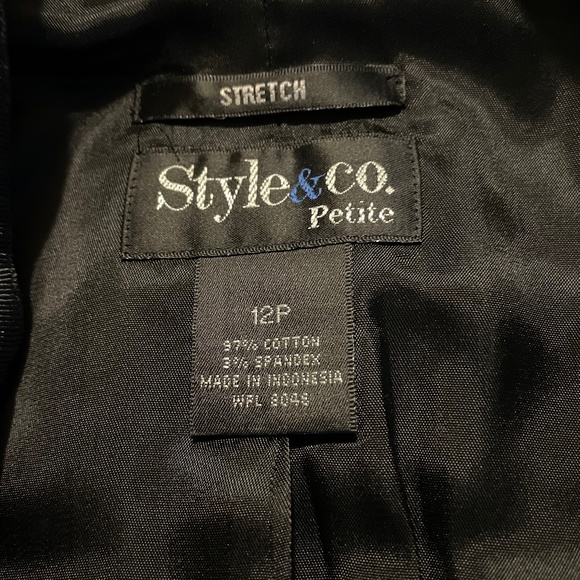 STRETCH
Style&co.
Petite
12P
97% COTTON
3% SPANDEX
MADE IN INDONESIA
WPL 8048